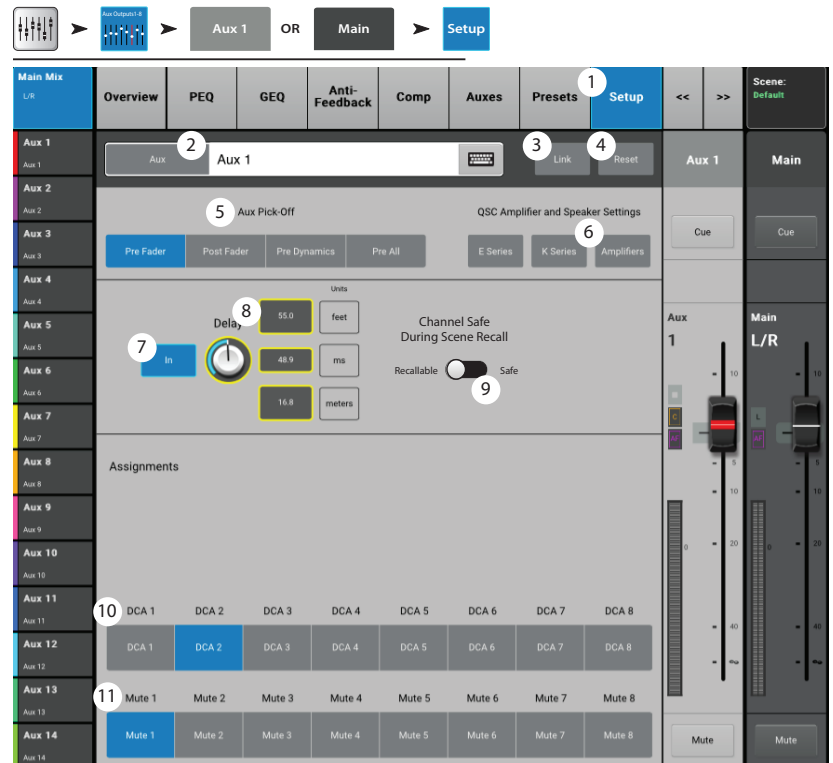 Aux Outputs1-8
Aux 1 OR Main Setup
Main Mix
L/R
Overview PEQ GEQ Anti-Feedback Comp Auxes Presets 1 Setup << >>
Scene:
Default
Aux 1
Aux 1
Aux 2
Aux 2
Aux 3
Aux 3
Aux 4
Aux 4
Aux 5
Aux 5
Aux 6
Aux 6
Aux 7
Aux 7
Aux 8
Aux 8
Aux 9
Aux 9
Aux 10
Aux 10
Aux 11
Aux 11
Aux 12
Aux 12
Aux 13
Aux 13
Aux 14
Aux 14
Aux 2 Aux 1 3 Link 4 Reset
5 Aux Pick-Off
QSC Amplifier and Speaker Settings
6
Pre Fader Post Fader Pre Dynamics Pre All
E Series K Series Amplifiers
Units
7 In
Delay 8
55.0 feet
48.9 ms
16.8 meters
Channel Safe
During Scene Recall
Recallable Safe
9
Assignments
10 DCA 1 DCA 2 DCA 3 DCA 4 DCA 5 DCA 6 DCA 7 DCA 8
DCA 1 DCA 2 DCA 3 DCA 4 DCA 5 DCA 6 DCA 7 DCA 8
11 Mute 1 Mute 2 Mute 3 Mute 4 Mute 5 Mute 6 Mute 7 Mute 8
Mute 1 Mute 2 Mute 3 Mute 4 Mute 5 Mute 6 Mute 7 Mute 8
Aux 1
Cue
Aux
1
10
C
AF
5
10
0
20
40
∞
Mute
Main
Cue
Main
L/R
10
L
AF
5
10
0
20
40
∞
Mute